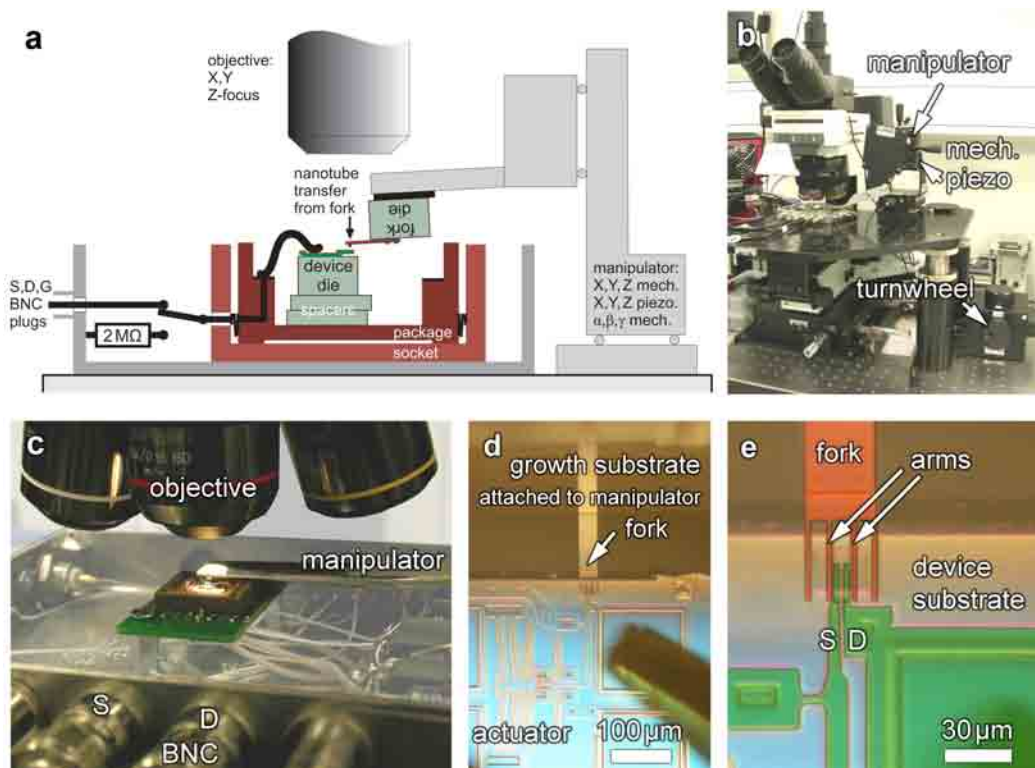 a
objective:
X,Y
Z-focus
nanotube
transfer
from fork
fork
die
device
die
spacers
S,D,G
BNC
plugs
2 MΩ
package
socket
manipulator:
X,Y,Z mech.
X,Y,Z piezo.
α,β,γ mech.
b
manipulator
mech.
piezo
turnwheel
c
objective
manipulator
S
D
BNC
d
growth substrate
attached to manipulator
fork
actuator
100 µm
e
fork
arms
device
substrate
S D
30 µm